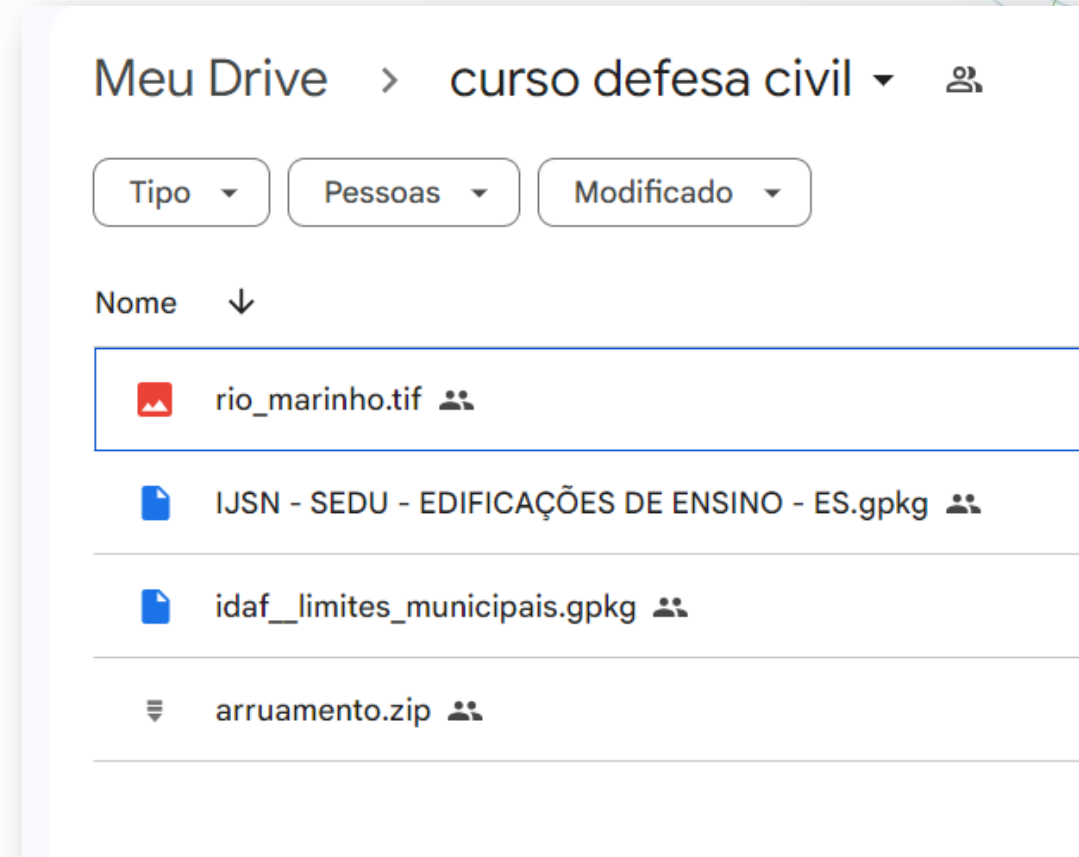 Meu Drive > curso defesa civil
Tipo Pessoas Modificado
Nome
rio_marinho.tif
IJSN - SEDU - EDIFICAÇÕES DE ENSINO - ES.gpkg
idaf__limites_municipais.gpkg
arruamento.zip